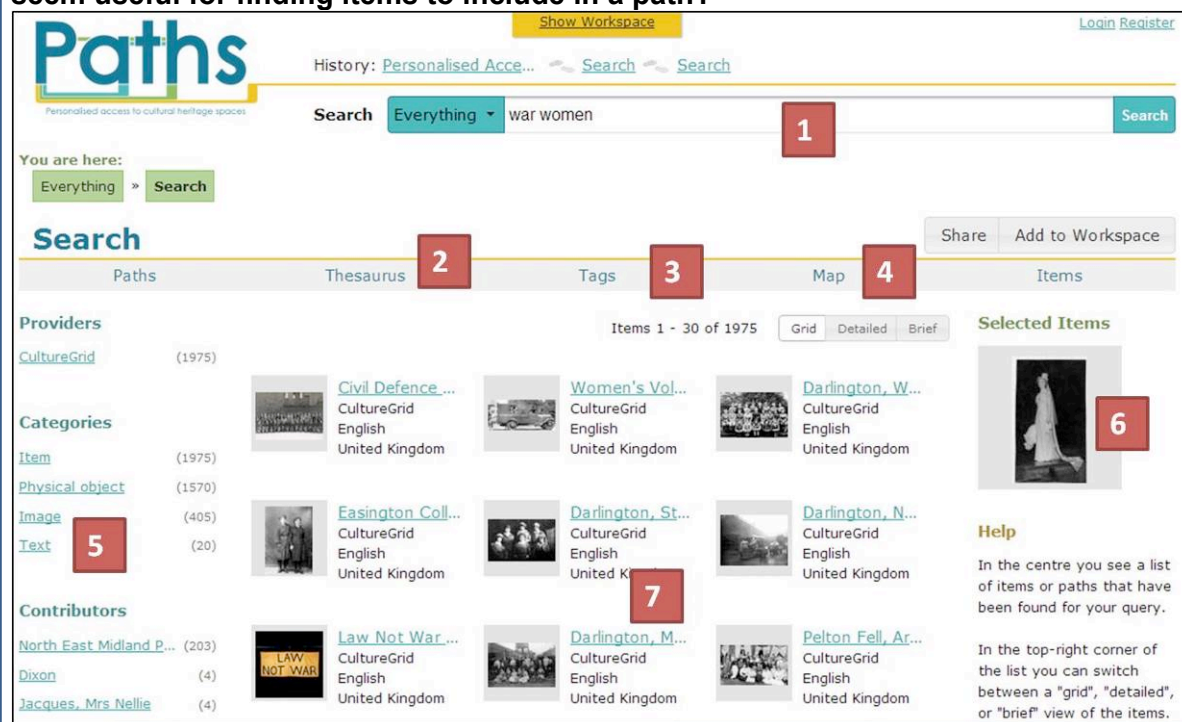 seem useful for finding items to include in a path?
Show Workspace
Login Register
Paths
Personalised access to cultural heritage spaces
History: Personalised Acce... Search Search
Search Everything war women 1 Search
You are here:
Everything » Search
Search
Share Add to Workspace
Paths Thesaurus 2 Tags 3 Map 4 Items
Providers
CultureGrid (1975)
Categories
Item (1975)
Physical object (1570)
Image (405)
Text 5 (20)
Contributors
North East Midland P... (203)
Dixon (4)
Jacques, Mrs Nellie (4)
Items 1 - 30 of 1975 Grid Detailed Brief
Civil Defence ...
CultureGrid
English
United Kingdom
Women's Vol...
CultureGrid
English
United Kingdom
Darlington, W...
CultureGrid
English
United Kingdom
Easington Coll...
CultureGrid
English
United Kingdom
Darlington, St...
CultureGrid
English
United Kingdom
7
Darlington, N...
CultureGrid
English
United Kingdom
LAW
NOT WAR
Law Not War ...
CultureGrid
English
United Kingdom
Darlington, M...
CultureGrid
English
United Kingdom
Pelton Fell, Ar...
CultureGrid
English
United Kingdom
Selected Items
6
Help
In the centre you see a list
of items or paths that have
been found for your query.
In the top-right corner of
the list you can switch
between a "grid", "detailed",
or "brief" view of the items.